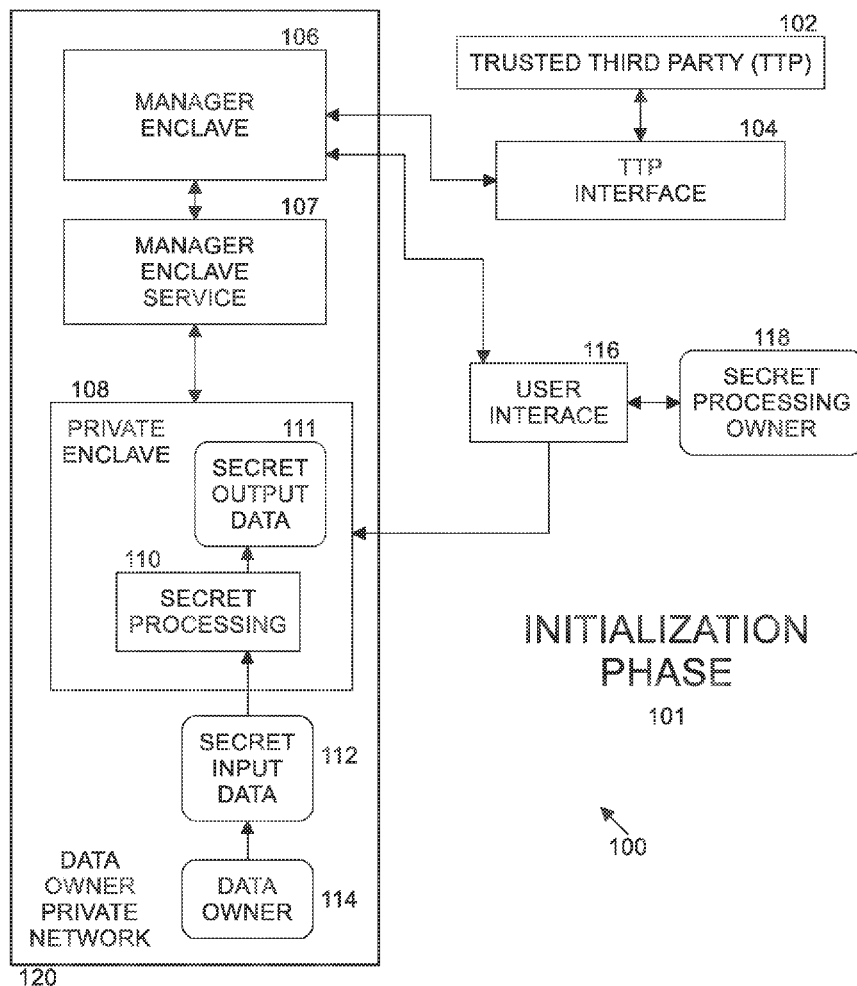 106
MANAGER
ENCLAVE
107
MANAGER
ENCLAVE
SERVICE
108
PRIVATE
ENCLAVE
111
SECRET
OUTPUT
DATA
110
SECRET
PROCESSING
SECRET
INPUT
DATA
112
DATA
OWNER
114
DATA
OWNER
PRIVATE
NETWORK
120
102
TRUSTED THIRD PARTY (TTP)
104
TTP
INTERFACE
116
USER
INTERACE
118
SECRET
PROCESSING
OWNER
INITIALIZATION
PHASE
101
100